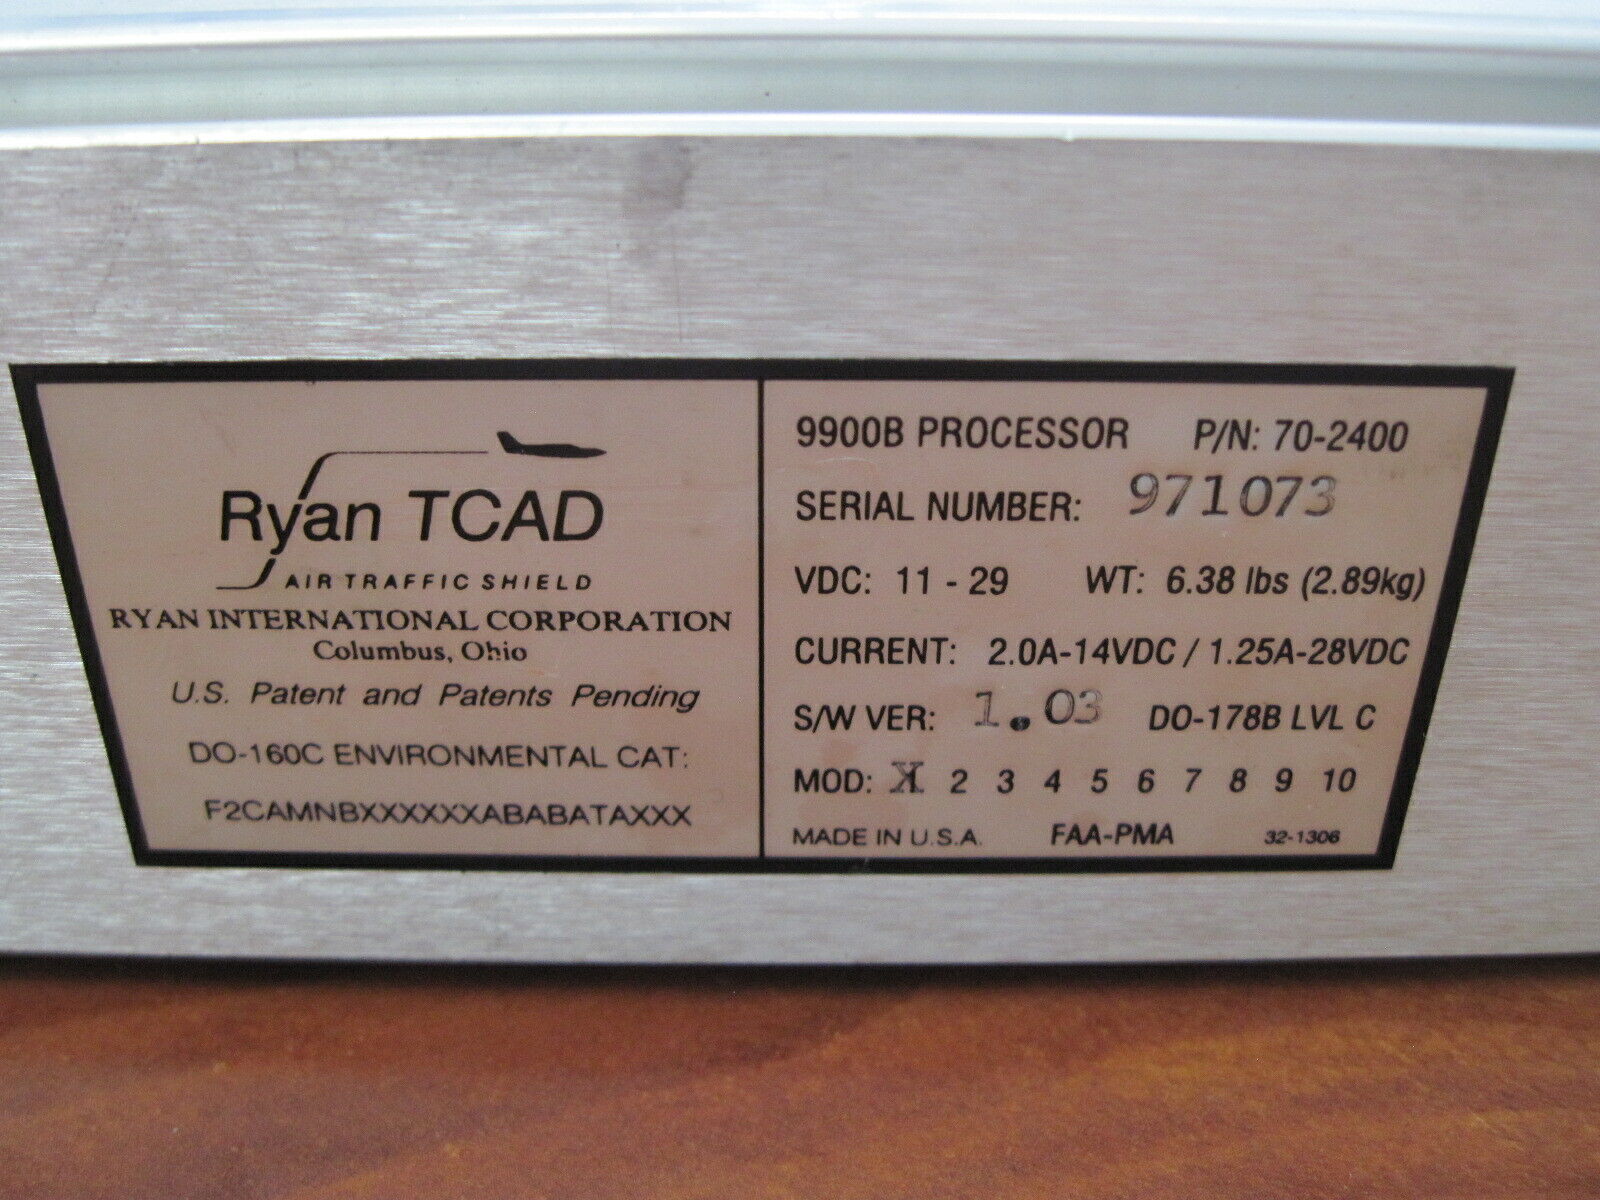 Ryan TCAD
AIR TRAFFIC SHIELD
RYAN INTERNATIONAL CORPORATION
Columbus, Ohio
U.S. Patent and Patents Pending
DO-160C ENVIRONMENTAL CAT:
F2CAMNBXXXXXXABABATAXXX
9900B PROCESSOR P/N: 70-2400
SERIAL NUMBER: 971073
VDC: 11 - 29 WT: 6.38 lbs (2.89kg)
CURRENT: 2.0A-14VDC / 1.25A-28VDC
S/W VER: 1.03 DO-178B LVL C
MOD: X 2 3 4 5 6 7 8 9 10
MADE IN U.S.A. FAA-PMA 32-1306